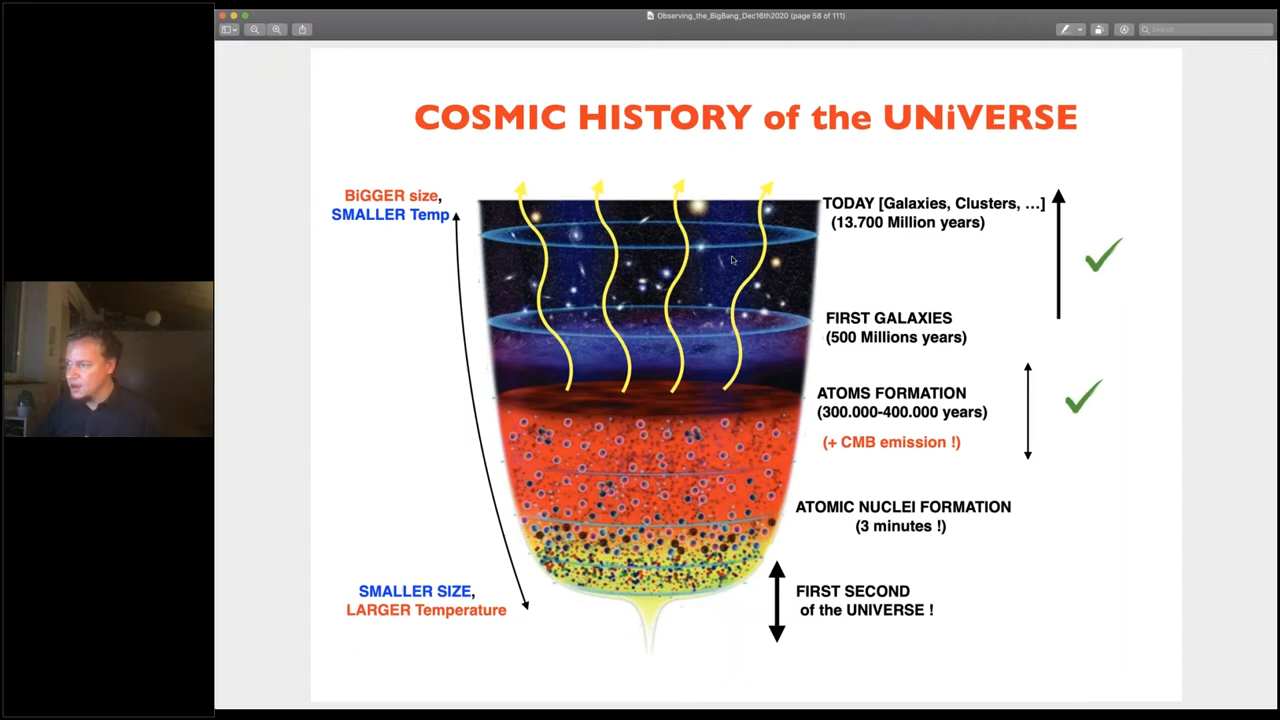 Observing_the_BigBang_Dec16th2020 (page 58 of 111)
Search
COSMIC HISTORY of the UNiVERSE
BiGGER size,
SMALLER Temp
TODAY [Galaxies, Clusters, ...]
(13.700 Million years)
FIRST GALAXIES
(500 Millions years)
ATOMS FORMATION
(300.000-400.000 years)
(+ CMB emission !)
ATOMIC NUCLEI FORMATION
(3 minutes !)
SMALLER SIZE,
LARGER Temperature
FIRST SECOND
of the UNIVERSE !